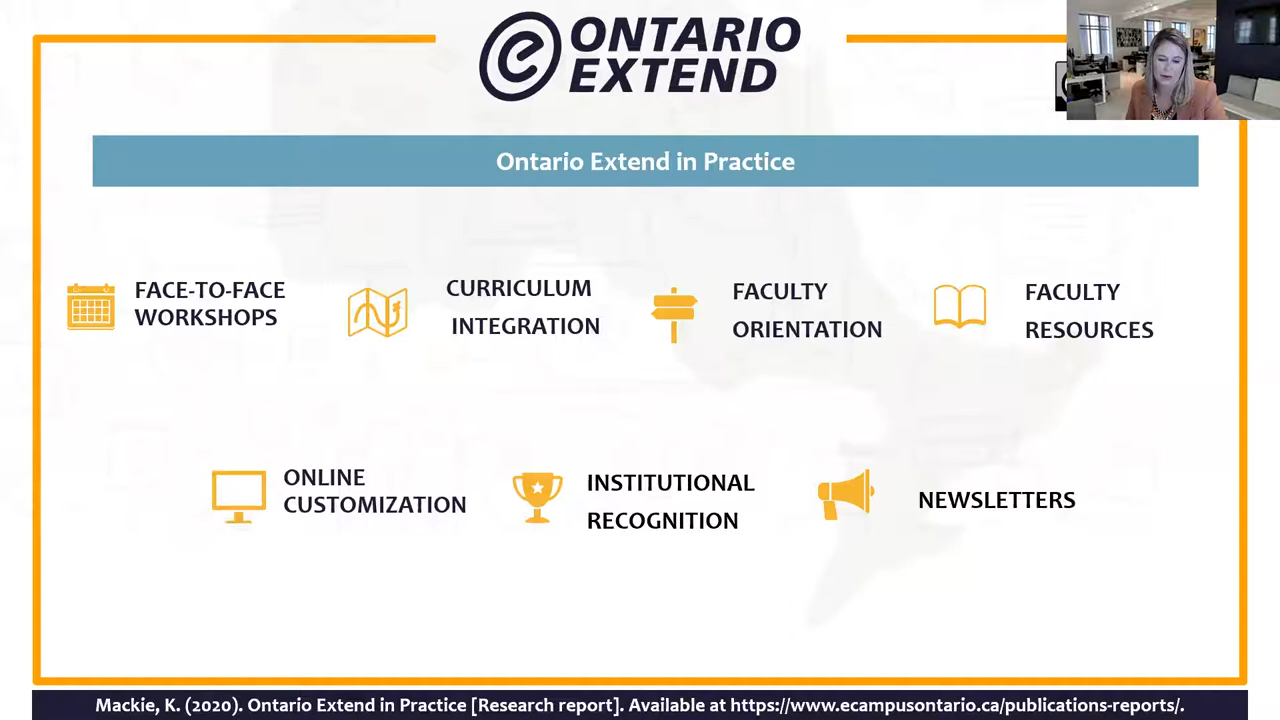 ONTARIO
EXTEND
Ontario Extend in Practice
FACE-TO-FACE
WORKSHOPS
CURRICULUM
INTEGRATION
FACULTY
ORIENTATION
FACULTY
RESOURCES
ONLINE
CUSTOMIZATION
INSTITUTIONAL
RECOGNITION
NEWSLETTERS
Mackie, K. (2020). Ontario Extend in Practice [Research report]. Available at https://www.ecampusontario.ca/publications-reports/.